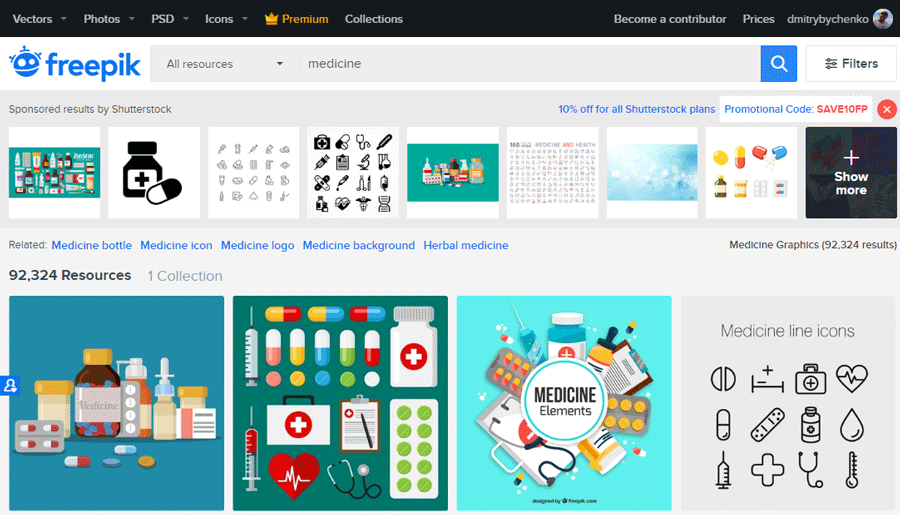 Vectors Photos PSD Icons Premium Collections Become a contributor Prices dmitrybychenko
freepik All resources medicine Filters
Sponsored results by Shutterstock 10% off for all Shutterstock plans Promotional Code: SAVE10FP
MEDICINE AND HEALTH
Show
more
Related: Medicine bottle Medicine icon Medicine logo Medicine background Herbal medicine Medicine Graphics (92,324 results)
92,324 Resources 1 Collection
Medicine
MEDICINE
Elements
designed by freepik.com
Medicine line icons